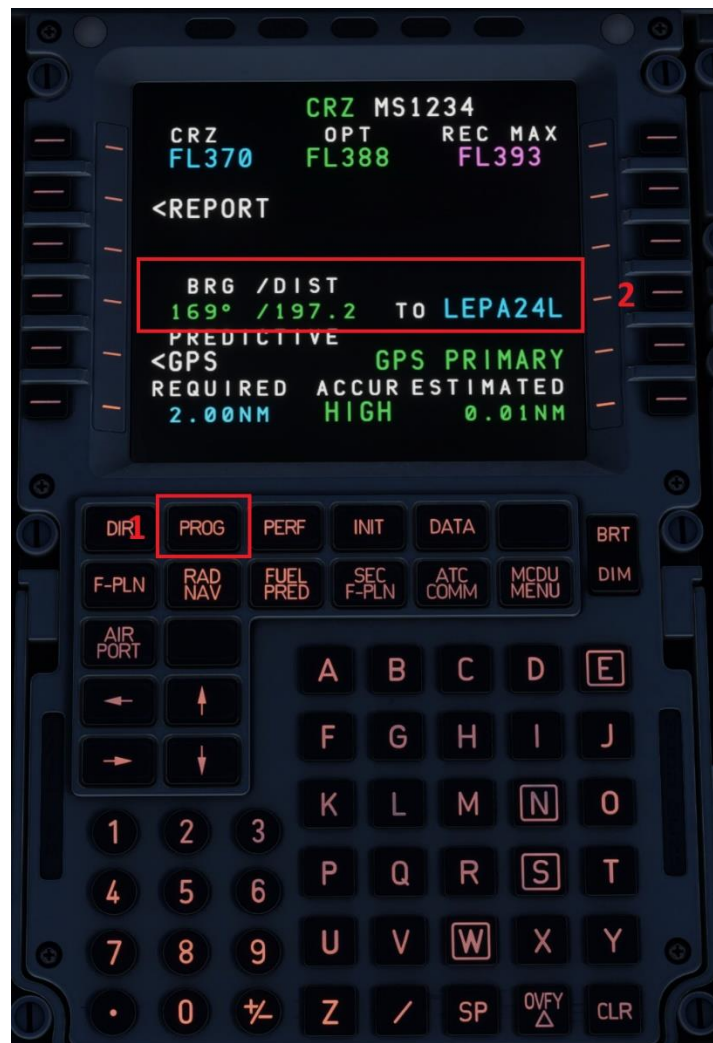 CRZ MS1234
CRZ OPT REC MAX
FL370 FL388 FL393
<REPORT
BRG /DIST
169° /197.2 TO LEPA24L
2
PREDICTIVE
<GPS GPS PRIMARY
REQUIRED ACCUR ESTIMATED
2.00NM HIGH 0.01NM
DIR 1 PROG PERF INIT DATA
BRT
F-PLN RAD NAV FUEL PRED SEC F-PLN ATC COMM MCDU MENU
DIM
AIR PORT
← ↑
→ ↓
A B C D E
F G H I J
K L M N O
P Q R S T
U V W X Y
Z / SP OVFY △ CLR
1 2 3
4 5 6
7 8 9
. 0 +/-